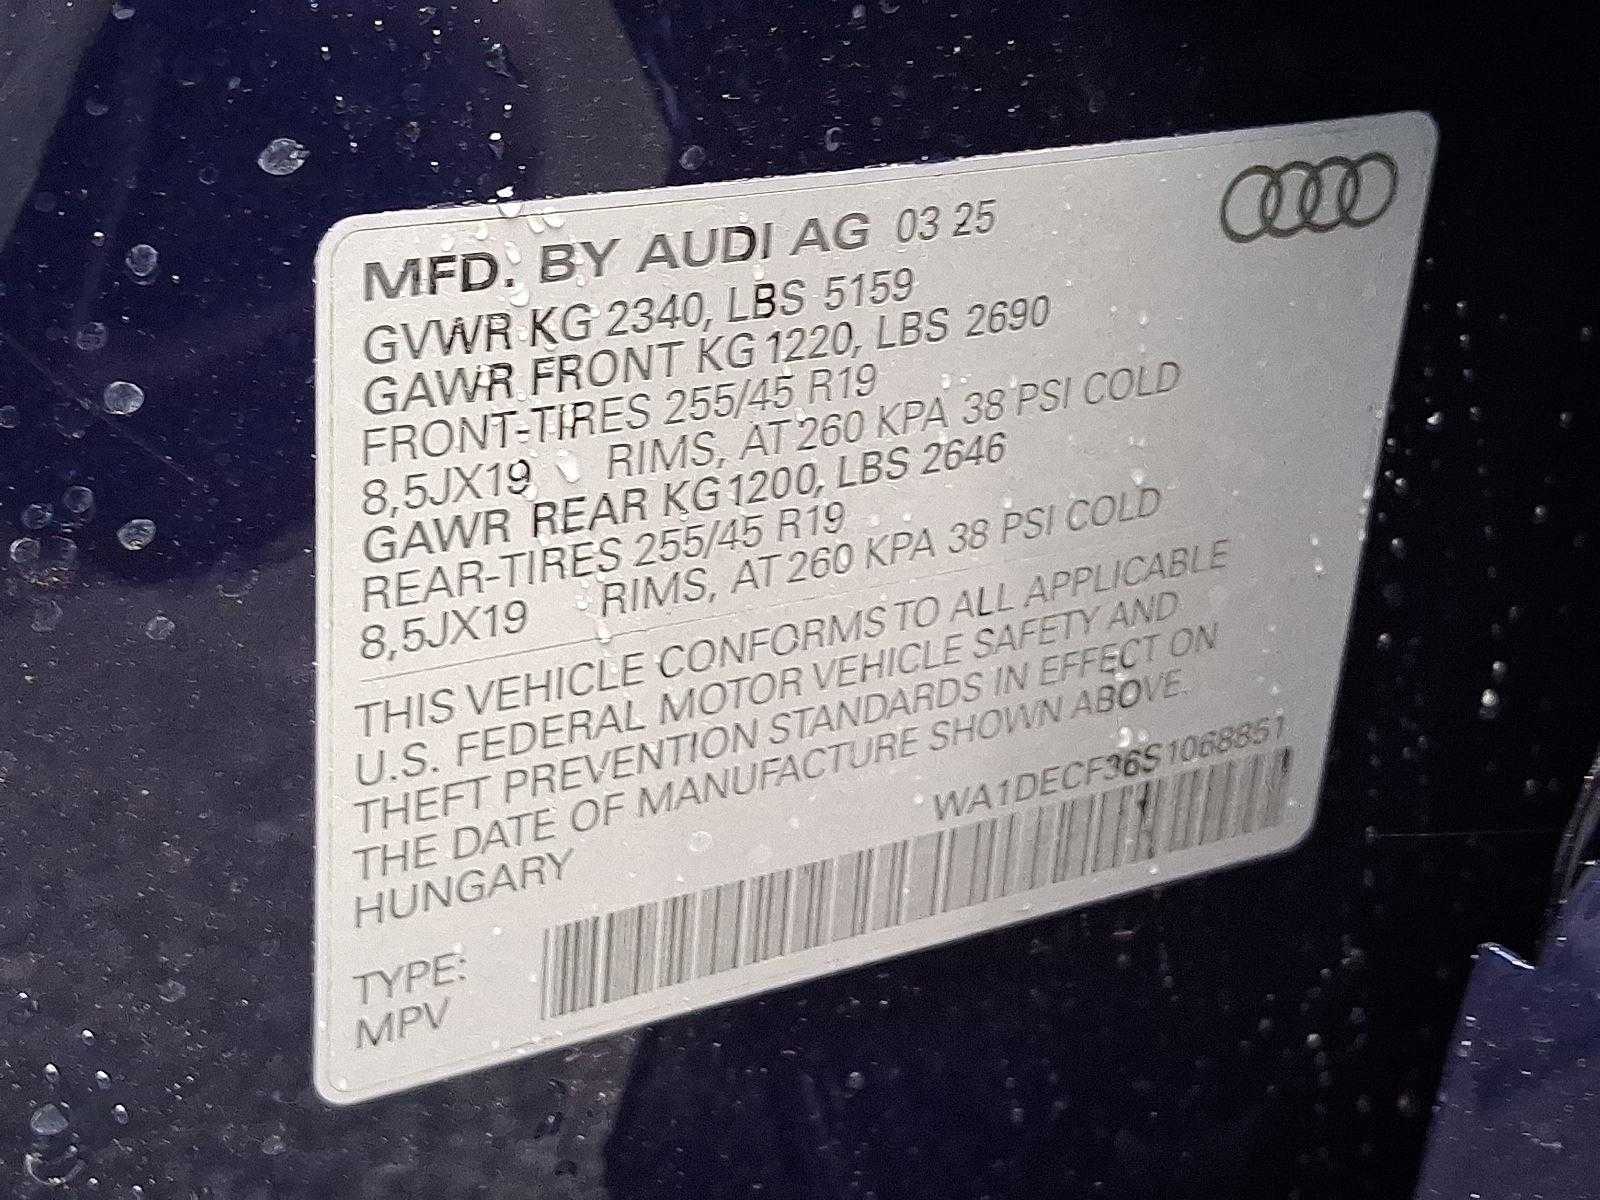 MFD. BY AUDI AG 03 25
GVWR KG 2340, LBS 5159
GAWR FRONT KG 1220, LBS 2690
FRONT-TIRES 255/45 R19
8,5JX19 RIMS, AT 260 KPA 38 PSI COLD
GAWR REAR KG 1200, LBS 2646
REAR-TIRES 255/45 R19
8,5JX19 RIMS, AT 260 KPA 38 PSI COLD
THIS VEHICLE CONFORMS TO ALL APPLICABLE
U.S. FEDERAL MOTOR VEHICLE SAFETY AND
THEFT PREVENTION STANDARDS IN EFFECT ON
THE DATE OF MANUFACTURE SHOWN ABOVE.
HUNGARY
WA1DECF36S1068851
TYPE:
MPV